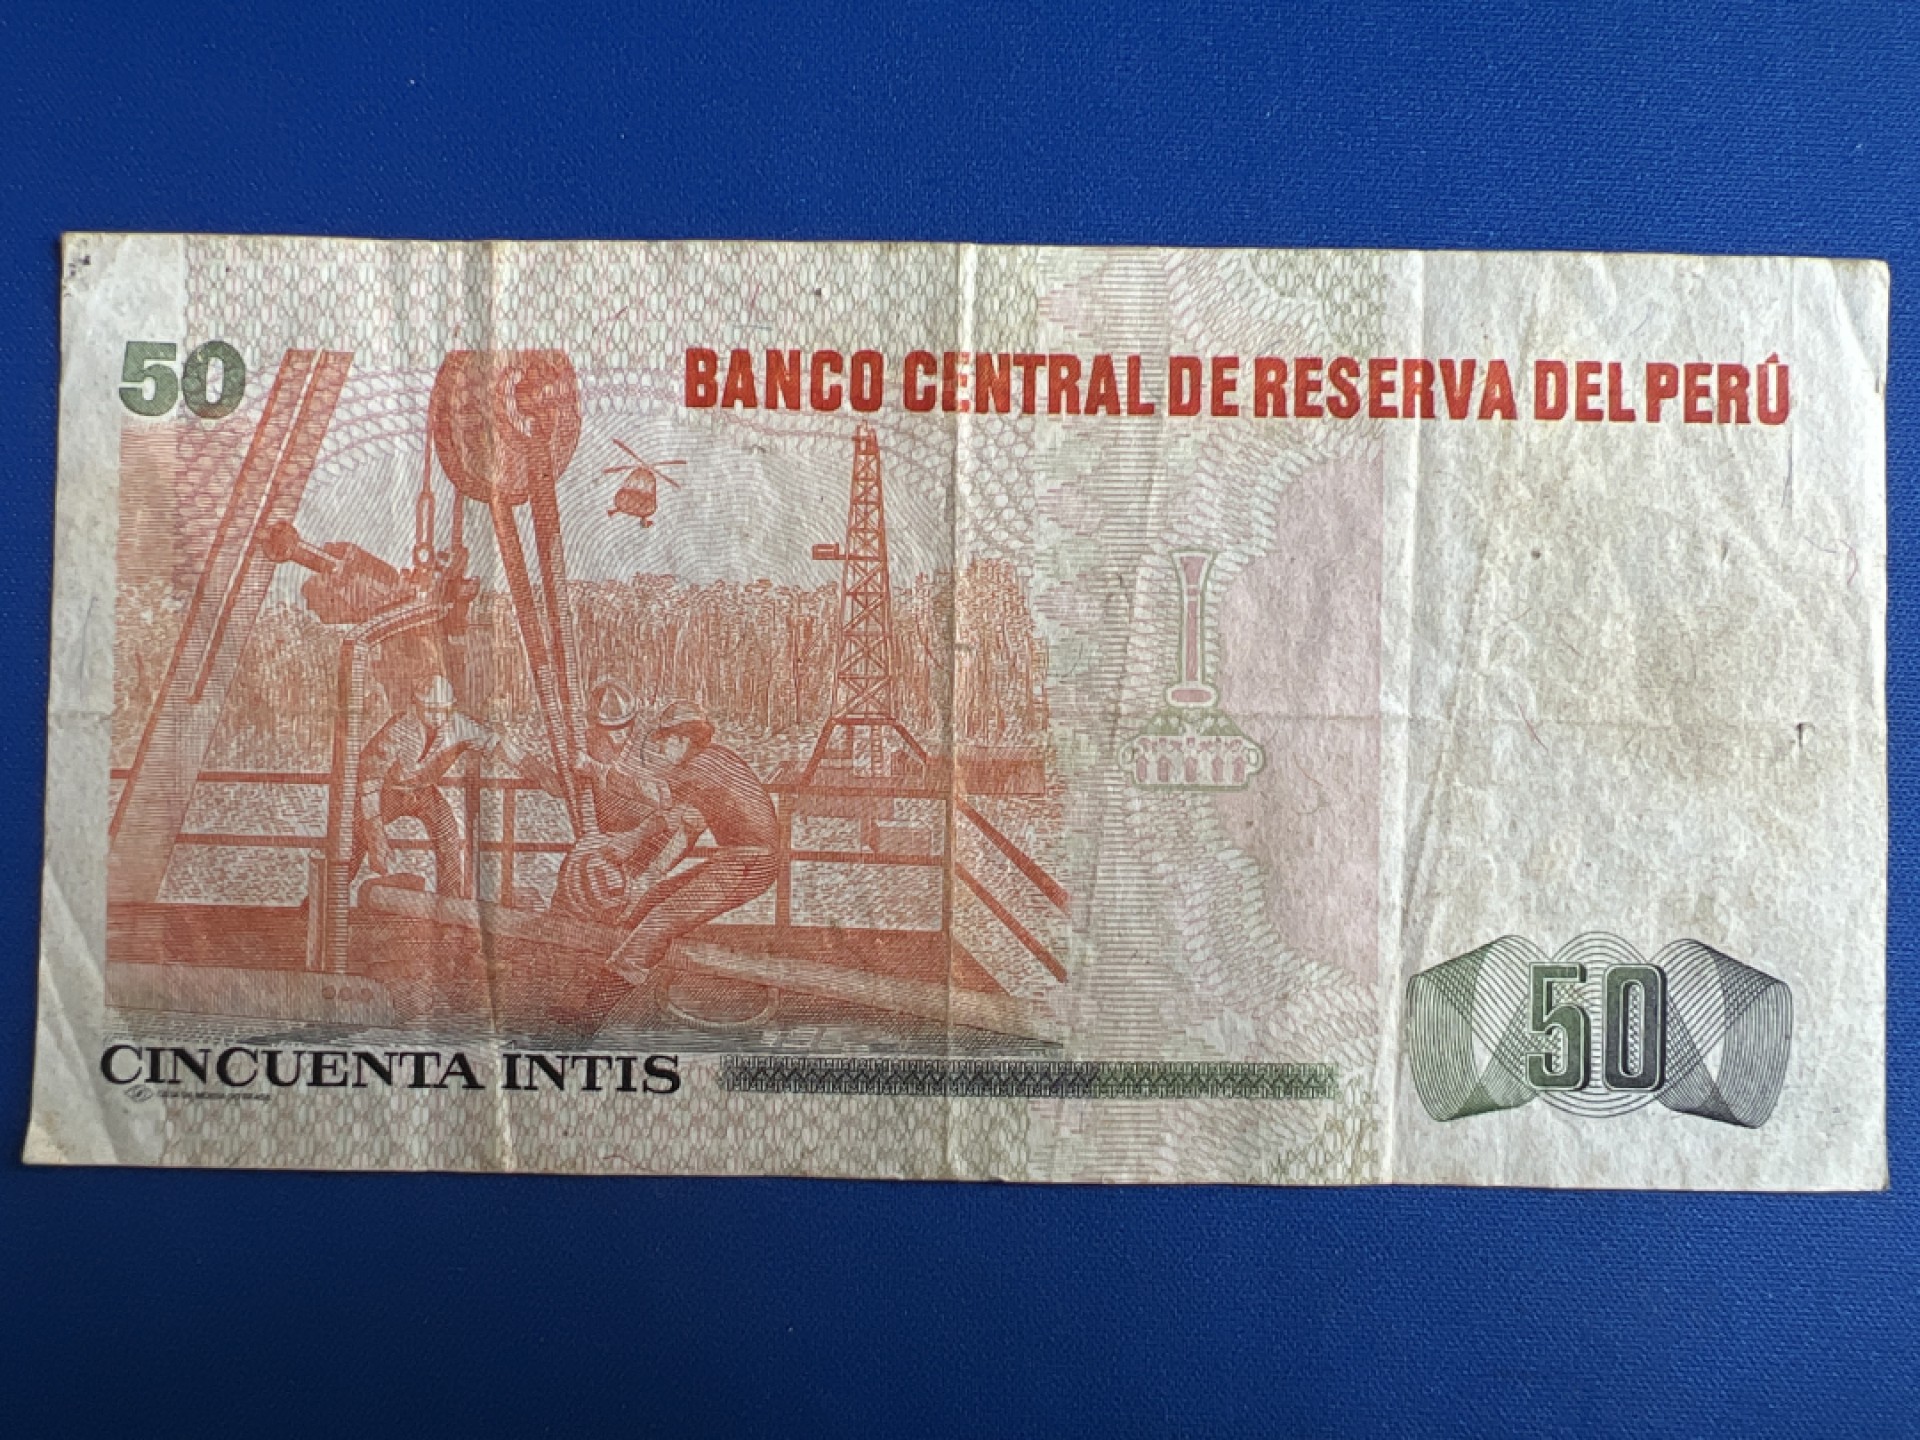 50
BANCO CENTRAL DE RESERVA DEL PERÚ
50
CINCUENTA INTIS